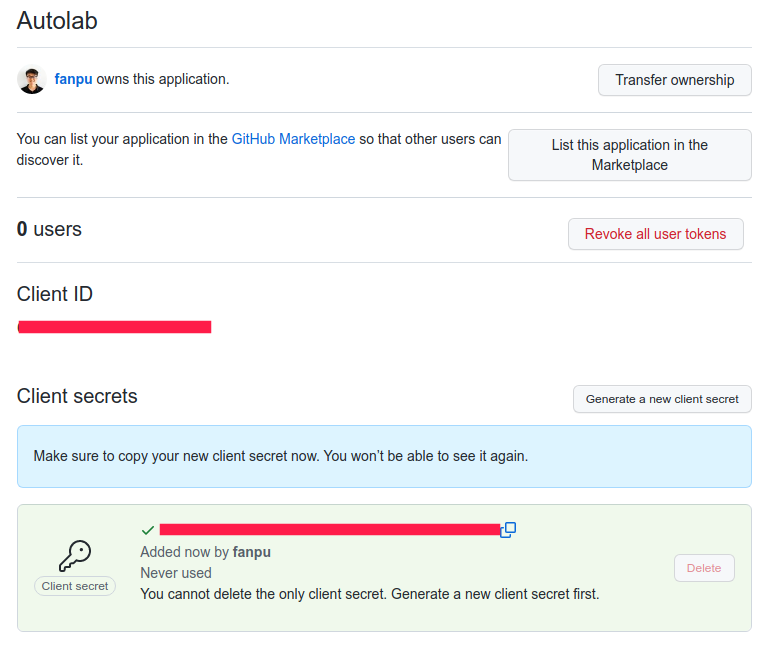 Autolab
fanpu owns this application.
Transfer ownership
You can list your application in the GitHub Marketplace so that other users can
discover it.
List this application in the
Marketplace
0 users
Revoke all user tokens
Client ID
Client secrets
Generate a new client secret
Make sure to copy your new client secret now. You won’t be able to see it again.
Added now by fanpu
Never used
You cannot delete the only client secret. Generate a new client secret first.
Client secret
Delete